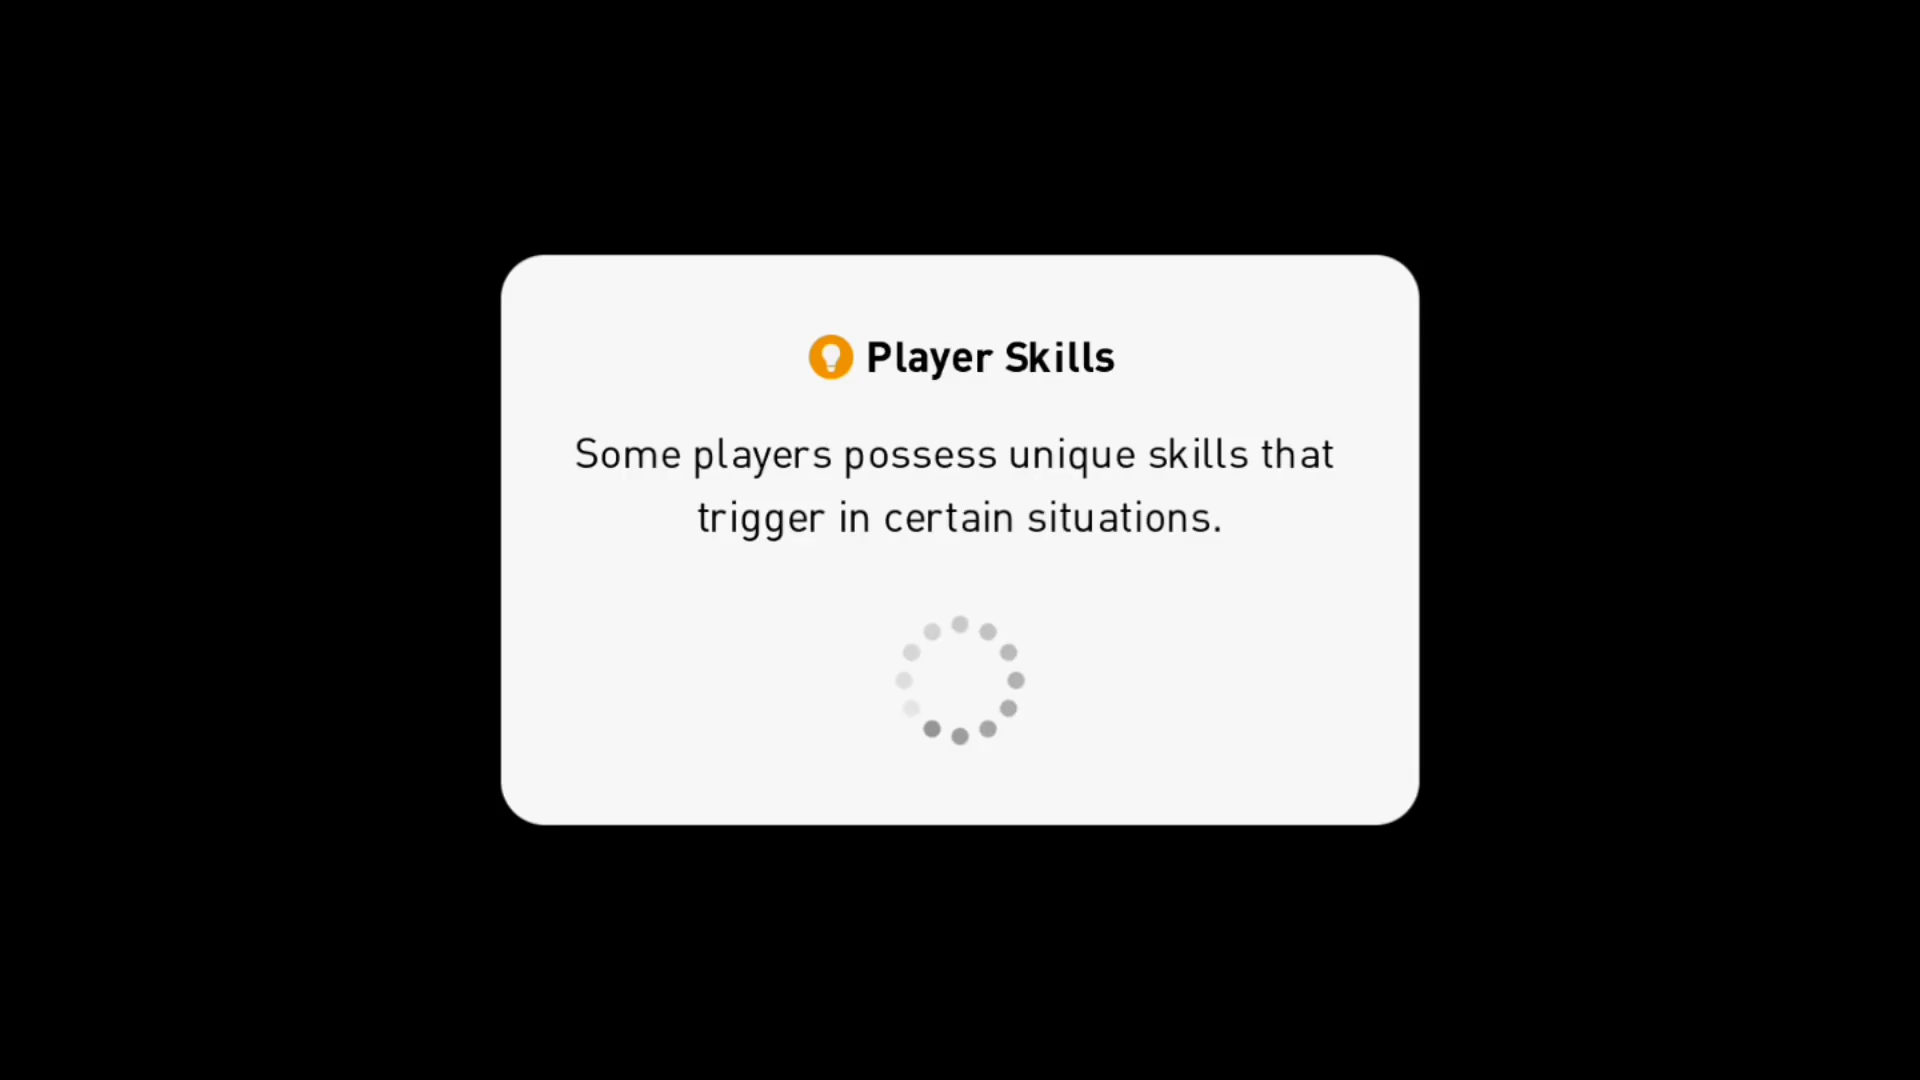 Player Skills
Some players possess unique skills that
trigger in certain situations.